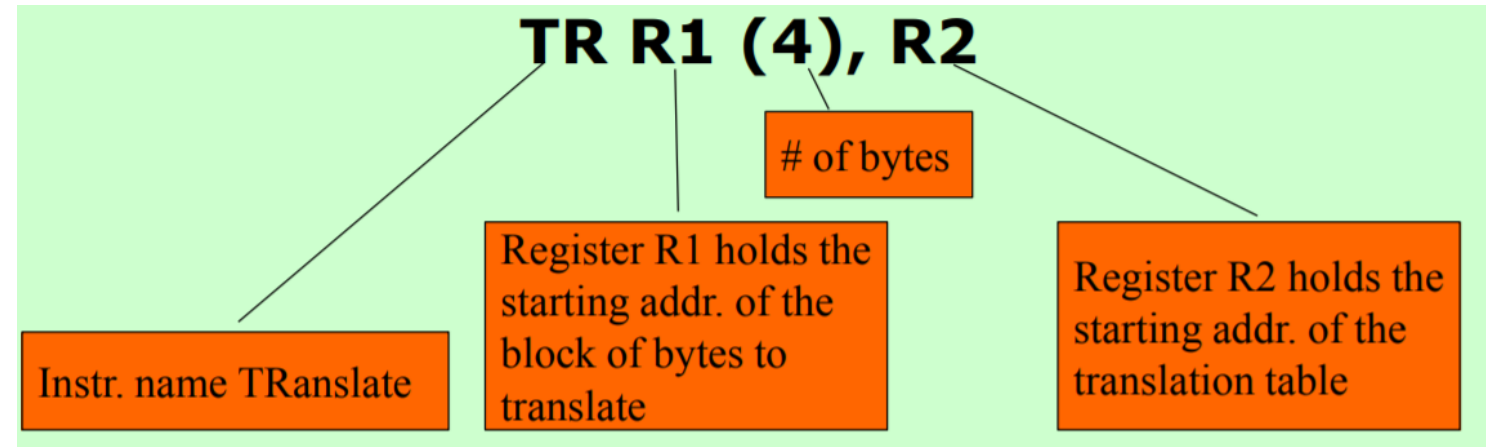 TR R1 (4), R2
# of bytes
Instr. name TRanslate
Register R1 holds the
starting addr. of the
block of bytes to
translate
Register R2 holds the
starting addr. of the
translation table